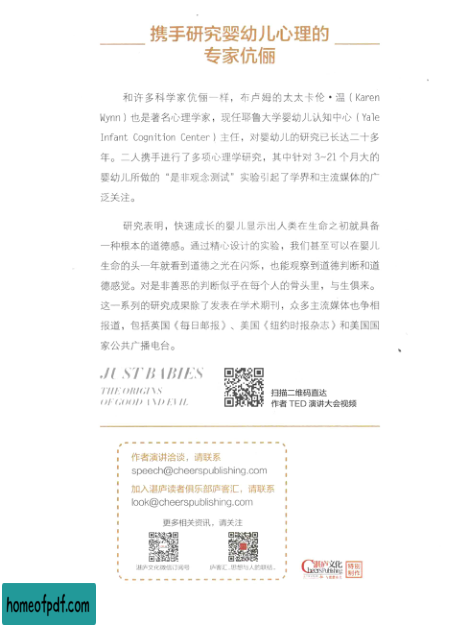 携手研究婴幼儿心理的
专家伉俪
和许多科学家伉俪一样，布卢姆的太太卡伦·温（Karen
Wynn）也是著名心理学家，现任耶鲁大学婴幼儿认知中心（Yale
Infant Cognition Center）主任，对婴幼儿的研究已长达二十多
年。二人携手进行了多项心理学研究，其中针对 3-21 个月大的
婴幼儿所做的“是非观念测试”实验引起了学界和主流媒体的广
泛关注。
研究表明，快速成长的婴儿显示出人类在生命之初就具备
一种根本的道德感。通过精心设计的实验，我们甚至可以在婴儿
生命的头一年就看到道德之光在闪烁，也能观察到道德判断和道
德感觉。对是非善恶的判断似乎在每个人的骨头里，与生俱来。
这一系列的研究成果除了发表在学术期刊，众多主流媒体也争相
报道，包括英国《每日邮报》、美国《纽约时报杂志》和美国国
家公共广播电台。
JUST BABIES
THE ORIGINS
OF GOOD AND EVIL
扫描二维码直达
作者 TED 演讲大会视频
作者演讲洽谈，请联系
speech@cheerspublishing.com
加入湛庐读者俱乐部庐客汇，请联系
look@cheerspublishing.com
更多相关资讯，请关注
湛庐文化微信订阅号
庐客汇，思想与人的联结。
湛庐文化
Cheers Publishing
特别
制作
homeofpdf.com